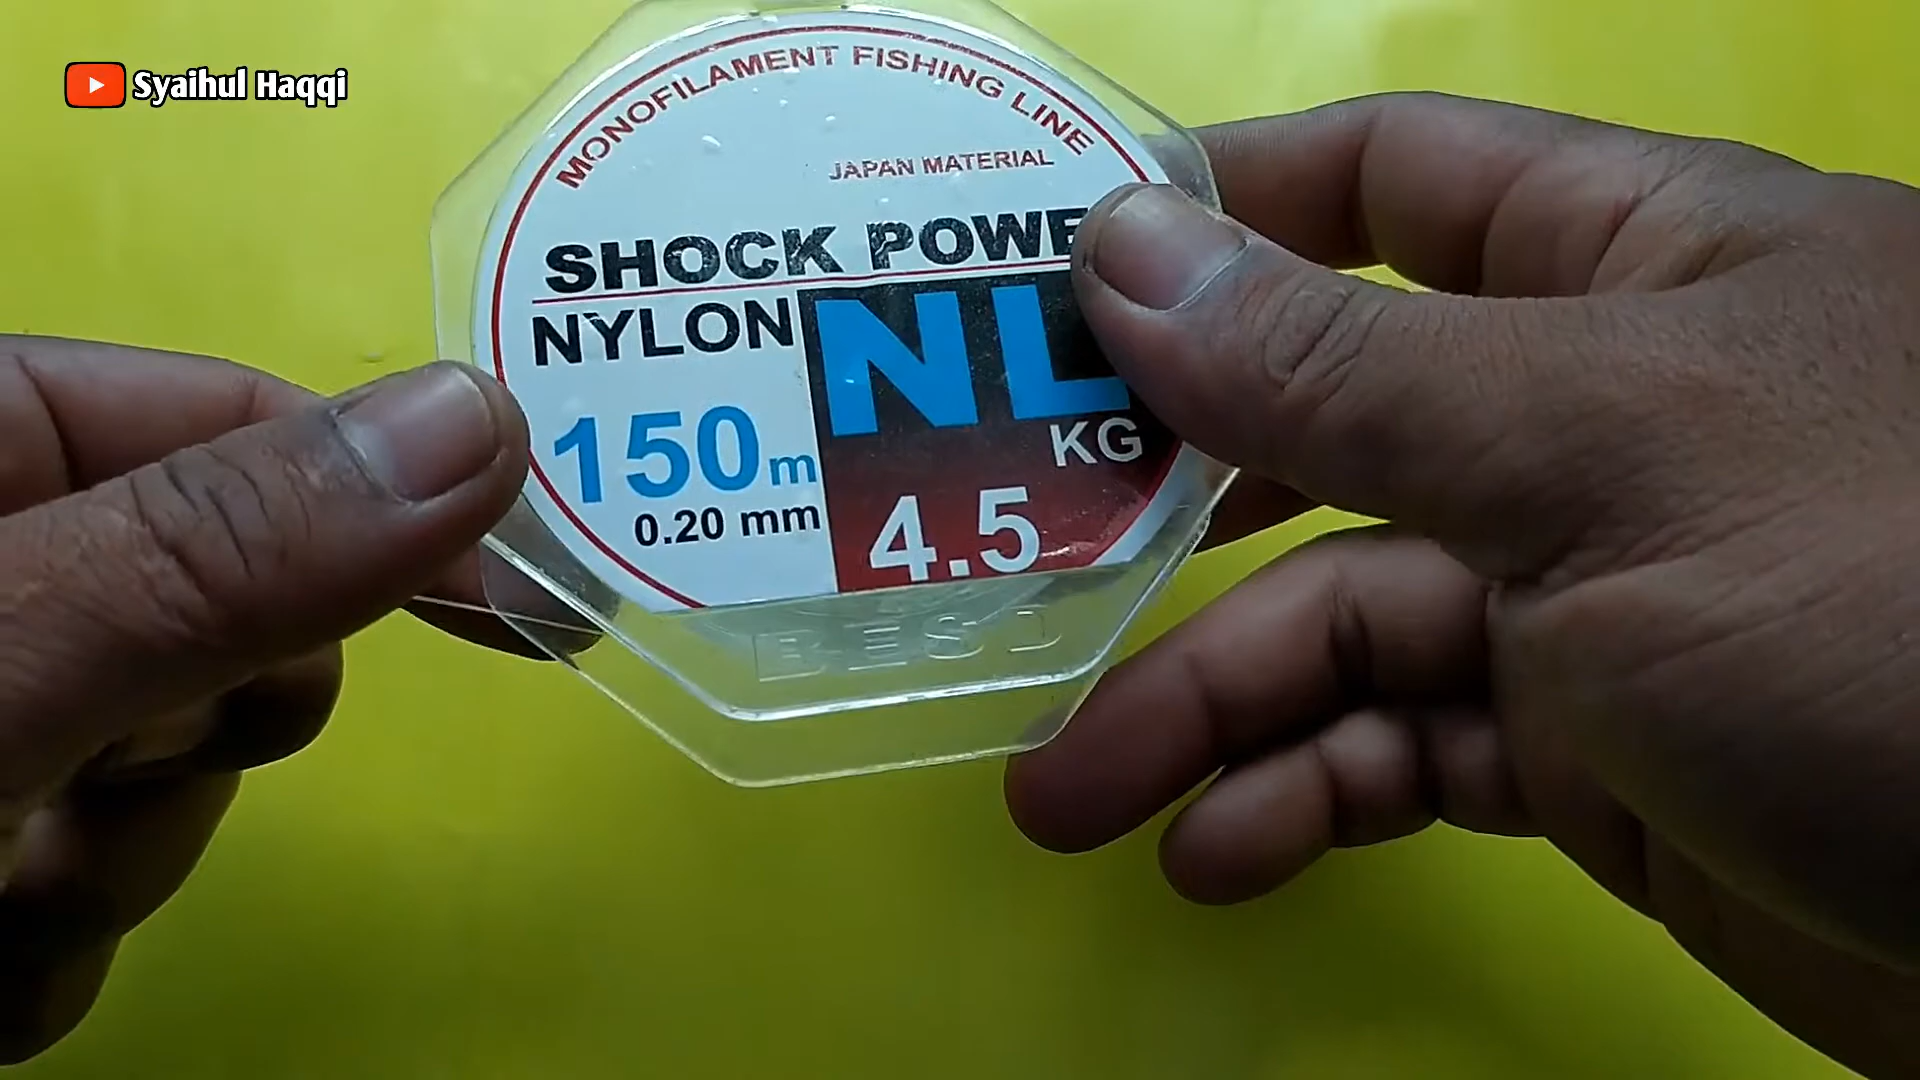 Syaihul Haqqi
MONOFILAMENT FISHING LINE
JAPAN MATERIAL
SHOCK POWE
NYLON
NL
150m
KG
0.20 mm
4.5